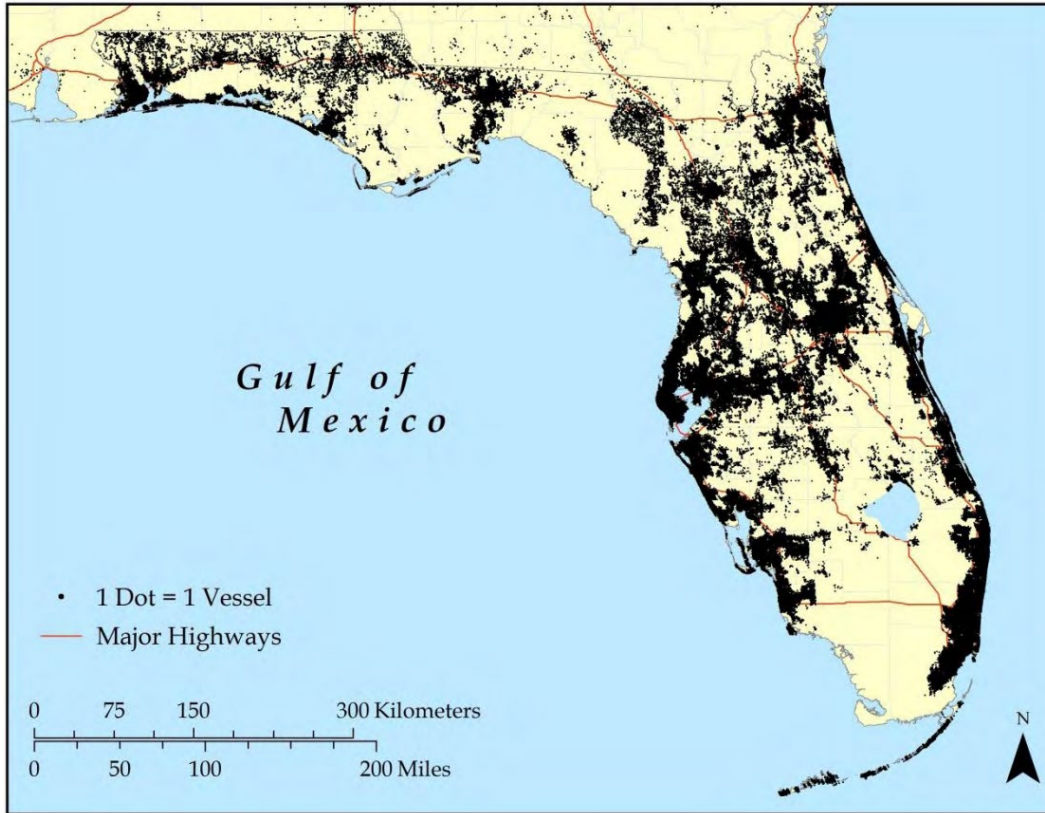 Gulf of
Mexico
1 Dot = 1 Vessel
Major Highways
0 75 150 300 Kilometers
0 50 100 200 Miles
N